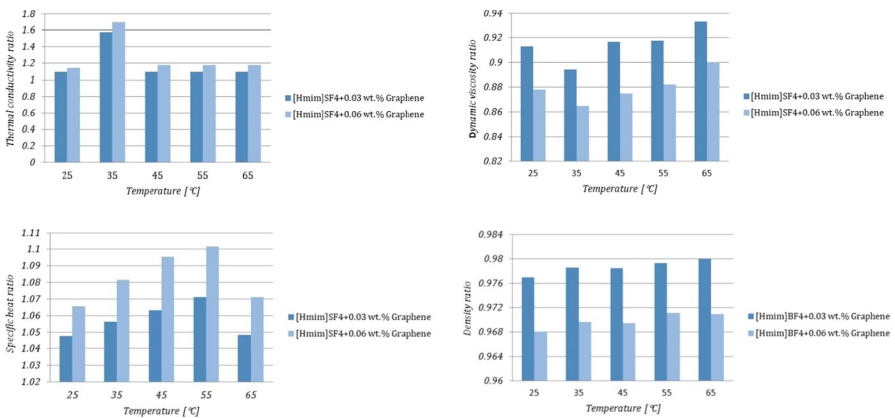 Thermal conductivity ratio
1.8
1.6
1.4
1.2
1
0.8
0.6
0.4
0.2
0
25 35 45 55 65
Temperature [°C]
[Hmim]SF4+0.03 wt.% Graphene
[Hmim]SF4+0.06 wt.% Graphene
Dynamic viscosity ratio
0.94
0.92
0.9
0.88
0.86
0.84
0.82
25 35 45 55 65
Temperature [°C]
[Hmim]SF4+0.03 wt.% Graphene
[Hmim]SF4+0.06 wt.% Graphene
Specific heat ratio
1.11
1.1
1.09
1.08
1.07
1.06
1.05
1.04
1.03
1.02
25 35 45 55 65
Temperature [°C]
[Hmim]SF4+0.03 wt.% Graphene
[Hmim]SF4+0.06 wt.% Graphene
Density ratio
0.984
0.98
0.976
0.972
0.968
0.964
0.96
25 35 45 55 65
Temperature [°C]
[Hmim]BF4+0.03 wt.% Graphene
[Hmim]BF4+0.06 wt.% Graphene